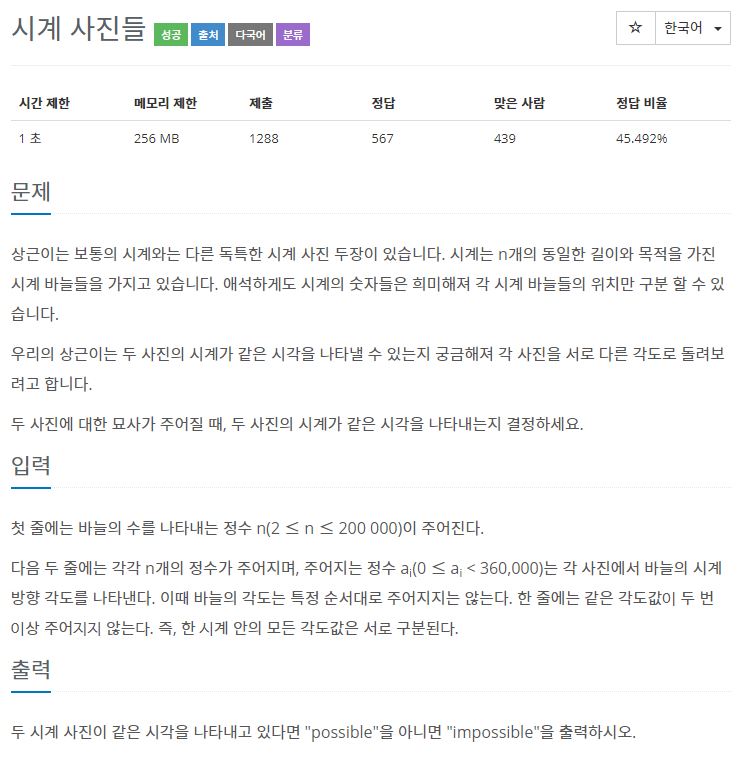 시계 사진들 성공 출처 다국어 분류
☆ 한국어
시간 제한 메모리 제한 제출 정답 맞은 사람 정답 비율
1 초 256 MB 1288 567 439 45.492%
문제
상근이는 보통의 시계와는 다른 독특한 시계 사진 두장이 있습니다. 시계는 n개의 동일한 길이와 목적을 가진
시계 바늘들을 가지고 있습니다. 애석하게도 시계의 숫자들은 희미해져 각 시계 바늘들의 위치만 구분 할 수 있
습니다.
우리의 상근이는 두 사진의 시계가 같은 시각을 나타낼 수 있는지 궁금해져 각 사진을 서로 다른 각도로 돌려보
려고 합니다.
두 사진에 대한 묘사가 주어질 때, 두 사진의 시계가 같은 시각을 나타내는지 결정하세요.
입력
첫 줄에는 바늘의 수를 나타내는 정수 n(2 ≤ n ≤ 200 000)이 주어진다.
다음 두 줄에는 각각 n개의 정수가 주어지며, 주어지는 정수 ai(0 ≤ ai < 360,000)는 각 사진에서 바늘의 시계
방향 각도를 나타낸다. 이때 바늘의 각도는 특정 순서대로 주어지지는 않는다. 한 줄에는 같은 각도값이 두 번
이상 주어지지 않는다. 즉, 한 시계 안의 모든 각도값은 서로 구분된다.
출력
두 시계 사진이 같은 시각을 나타내고 있다면 "possible"을 아니면 "impossible"을 출력하시오.